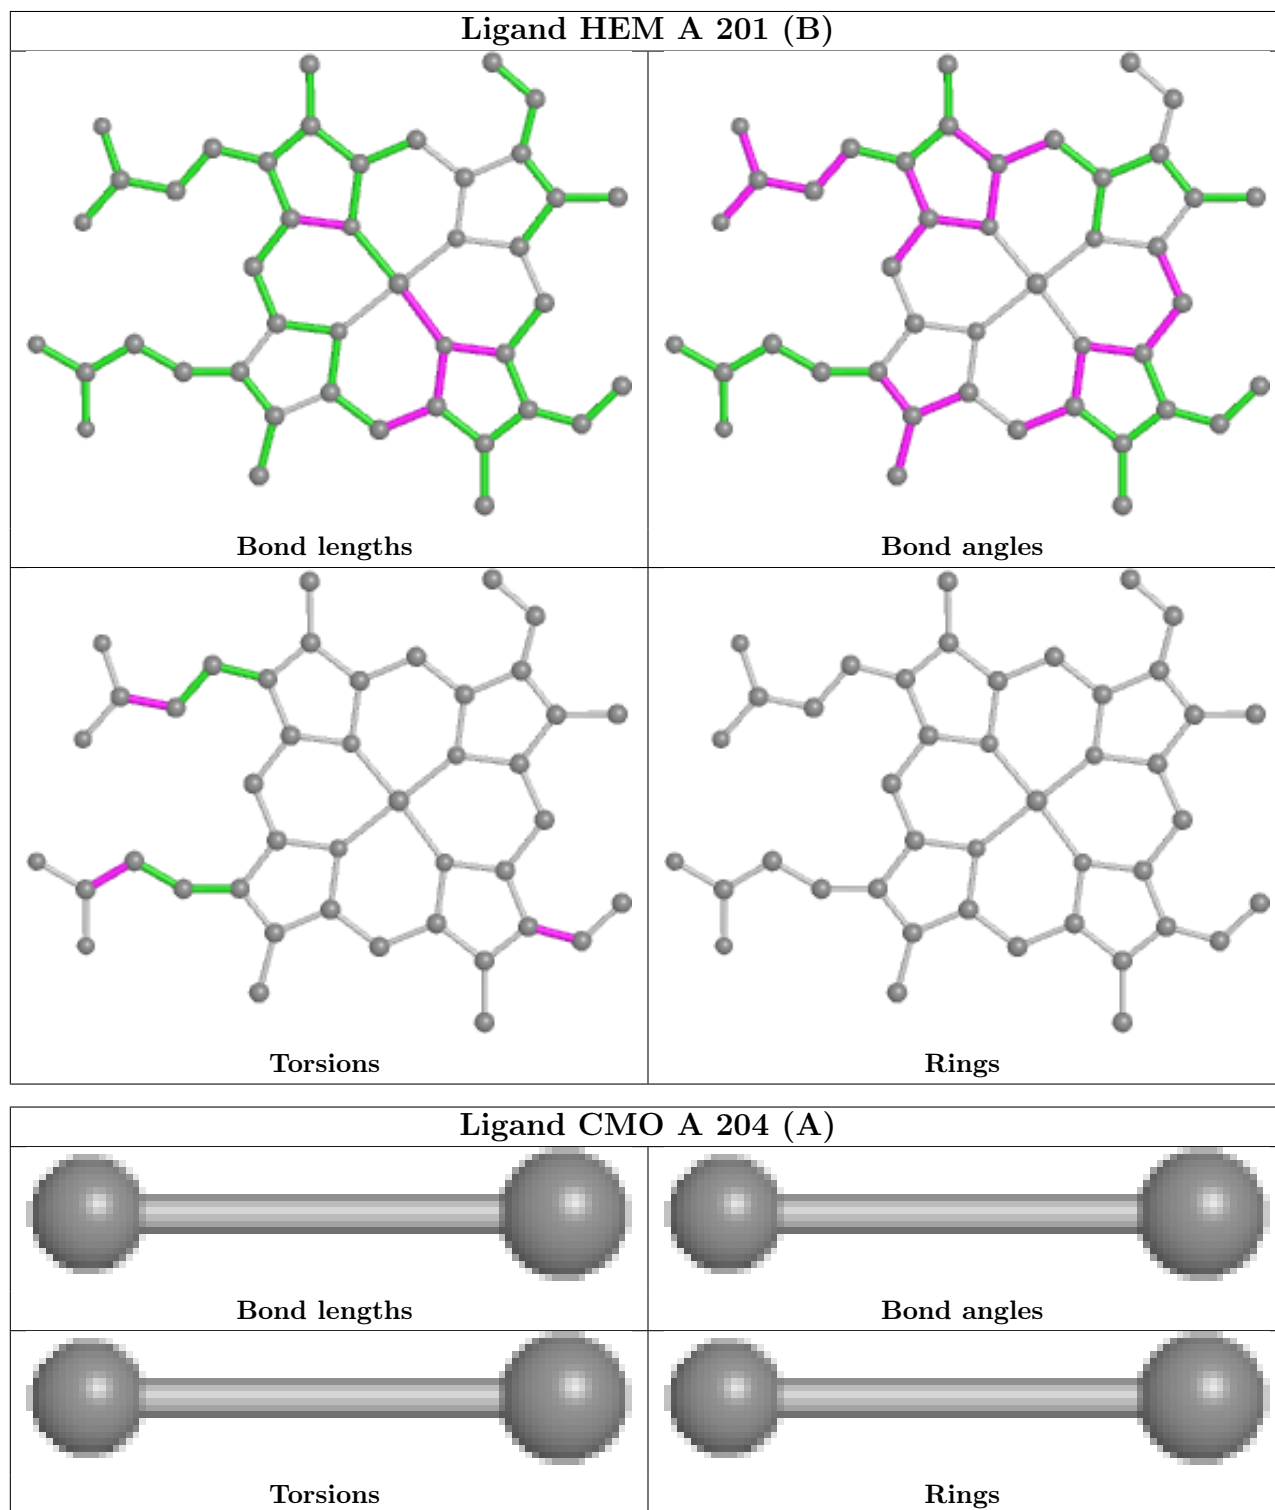 Ligand HEM A 201 (B)
Bond lengths
Bond angles
Torsions
Rings
Ligand CMO A 204 (A)
Bond lengths
Bond angles
Torsions
Rings